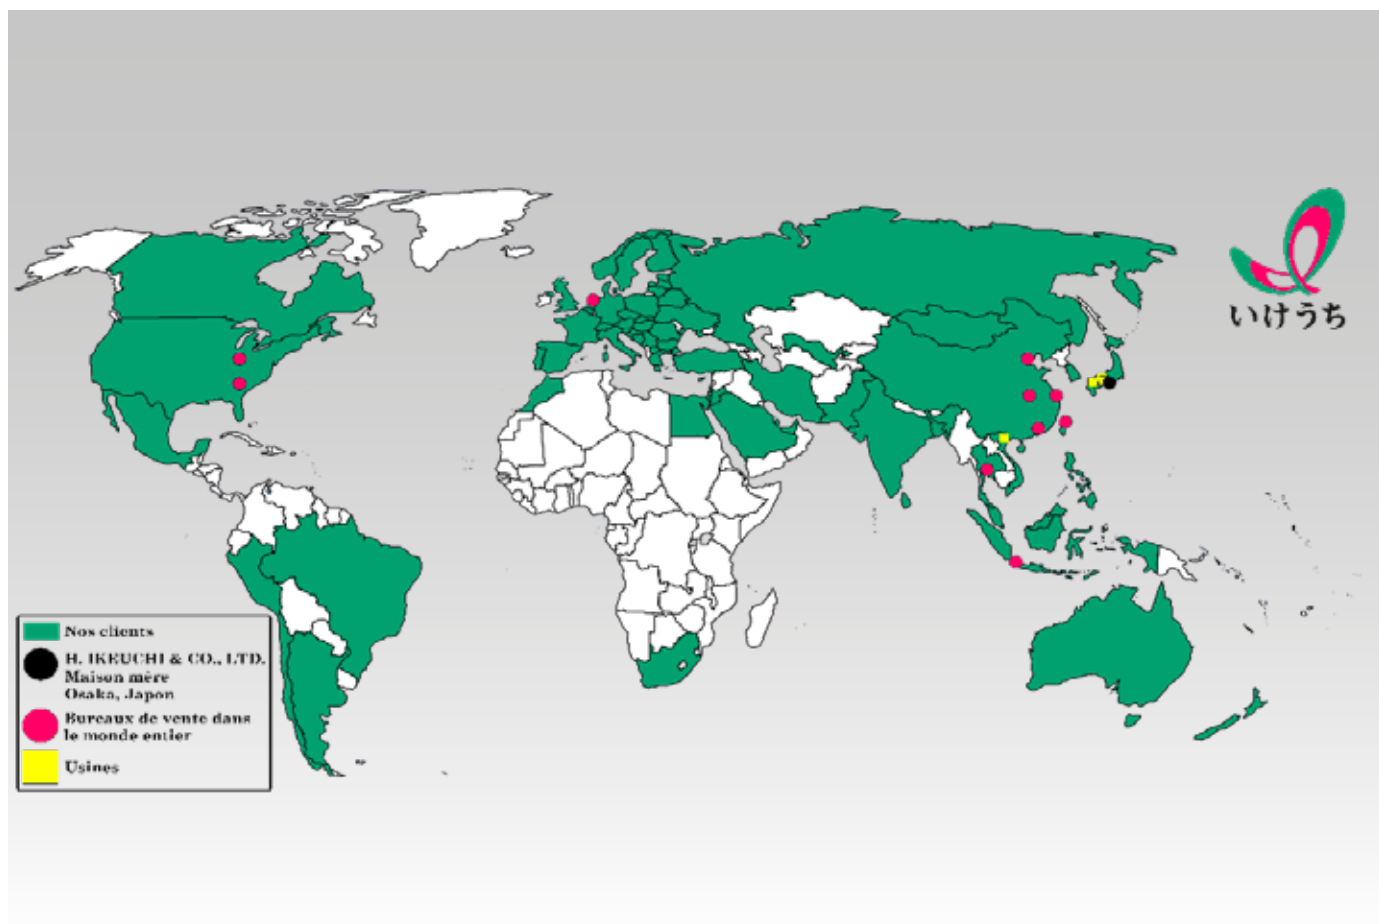 いけうち
Nos clients
H. IKEUCHI & CO., LTD.
Maison mère
Osaka, Japon
Bureaux de vente dans
le monde entier
Usines